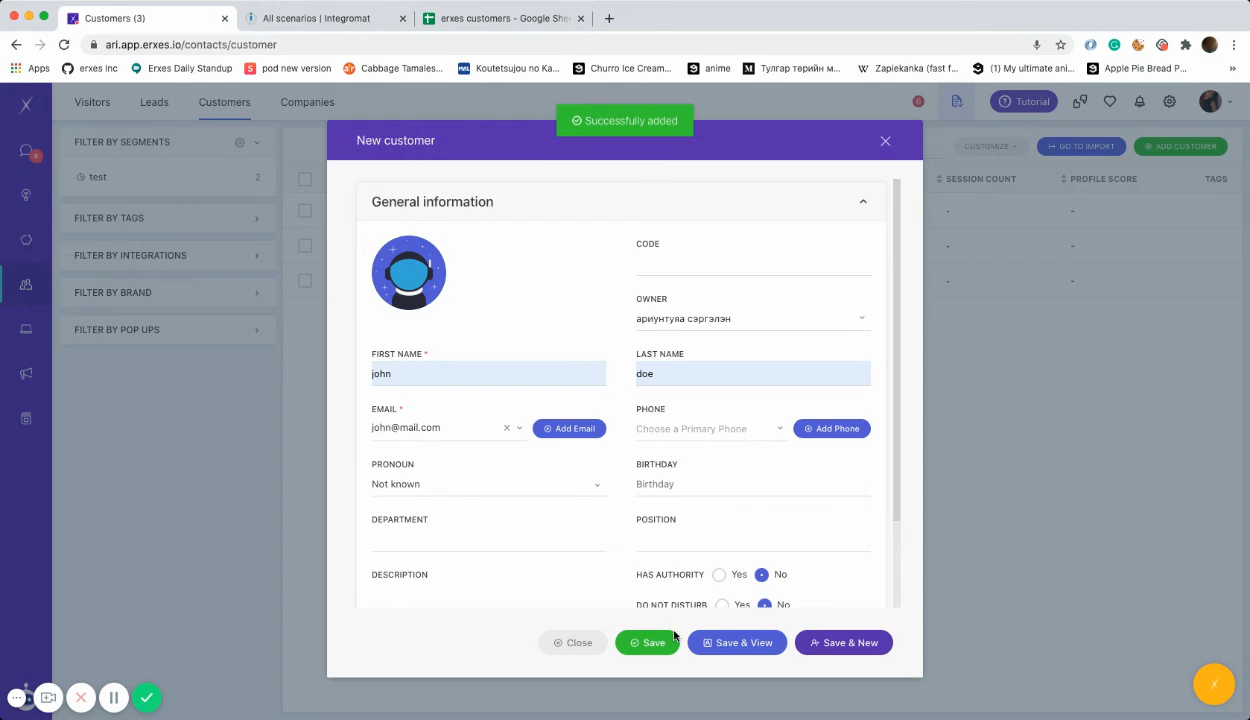 Customers (3)
All scenarios | Integromat
erxes customers - Google She
ari.app.erxes.io/contacts/customer
Apps
erxes Inc
Erxes Daily Standup
pod new version
Cabbage Tamales...
Koutetsujou no Ka...
Churro Ice Cream...
anime
Тулгар төрийн м...
Zapiekanka (fast f...
(1) My ultimate ani...
Apple Pie Bread P...
»
Visitors
Leads
Customers
Companies
6
Tutorial
Successfully added
FILTER BY SEGMENTS
test
2
FILTER BY TAGS
FILTER BY INTEGRATIONS
FILTER BY BRAND
FILTER BY POP UPS
CUSTOMIZE
GO TO IMPORT
ADD CUSTOMER
SESSION COUNT
PROFILE SCORE
TAGS
-
-
-
-
-
-
New customer
General information
CODE
OWNER
ариунтуяа сэргэлэн
FIRST NAME *
LAST NAME
john
doe
EMAIL *
PHONE
john@mail.com
Add Email
Choose a Primary Phone
Add Phone
PRONOUN
BIRTHDAY
Not known
Birthday
DEPARTMENT
POSITION
DESCRIPTION
HAS AUTHORITY
Yes
No
DO NOT DISTURB
Yes
No
Close
Save
Save & View
Save & New